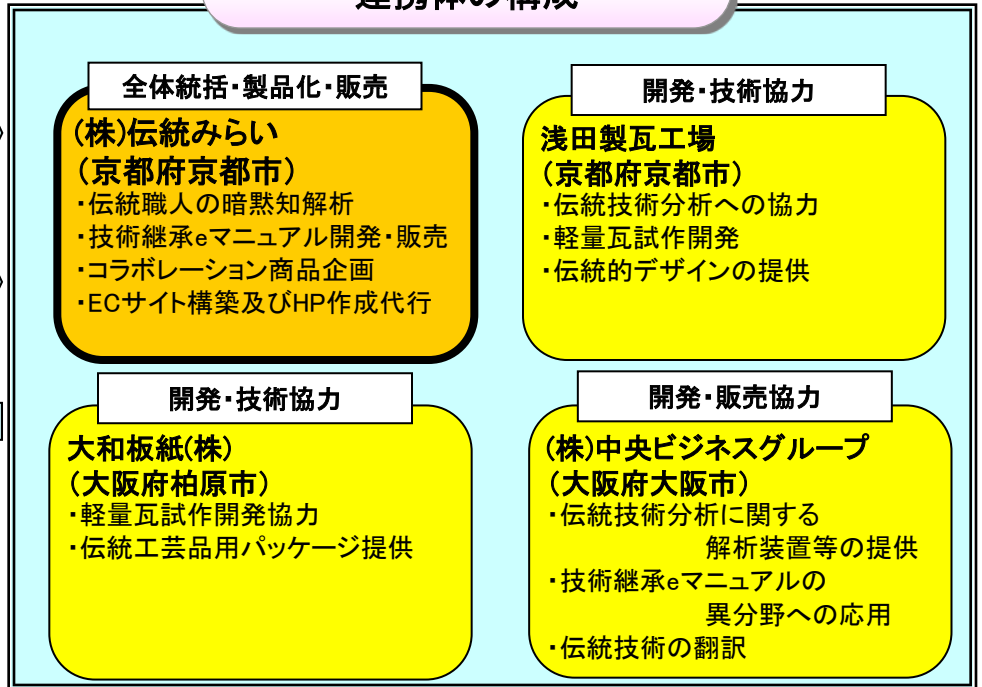 連携体の構成
全体統括・製品化・販売
(株)伝統みらい
(京都府京都市)
・伝統職人の暗黙知解析
・技術継承eマニュアル開発・販売
・コラボレーション商品企画
・ECサイト構築及びHP作成代行
開発・技術協力
浅田製瓦工場
(京都府京都市)
・伝統技術分析への協力
・軽量瓦試作開発
・伝統的デザインの提供
開発・技術協力
大和板紙(株)
(大阪府柏原市)
・軽量瓦試作開発協力
・伝統工芸品用パッケージ提供
開発・販売協力
(株)中央ビジネスグループ
(大阪府大阪市)
・伝統技術分析に関する
解析装置等の提供
・技術継承eマニュアルの
異分野への応用
・伝統技術の翻訳